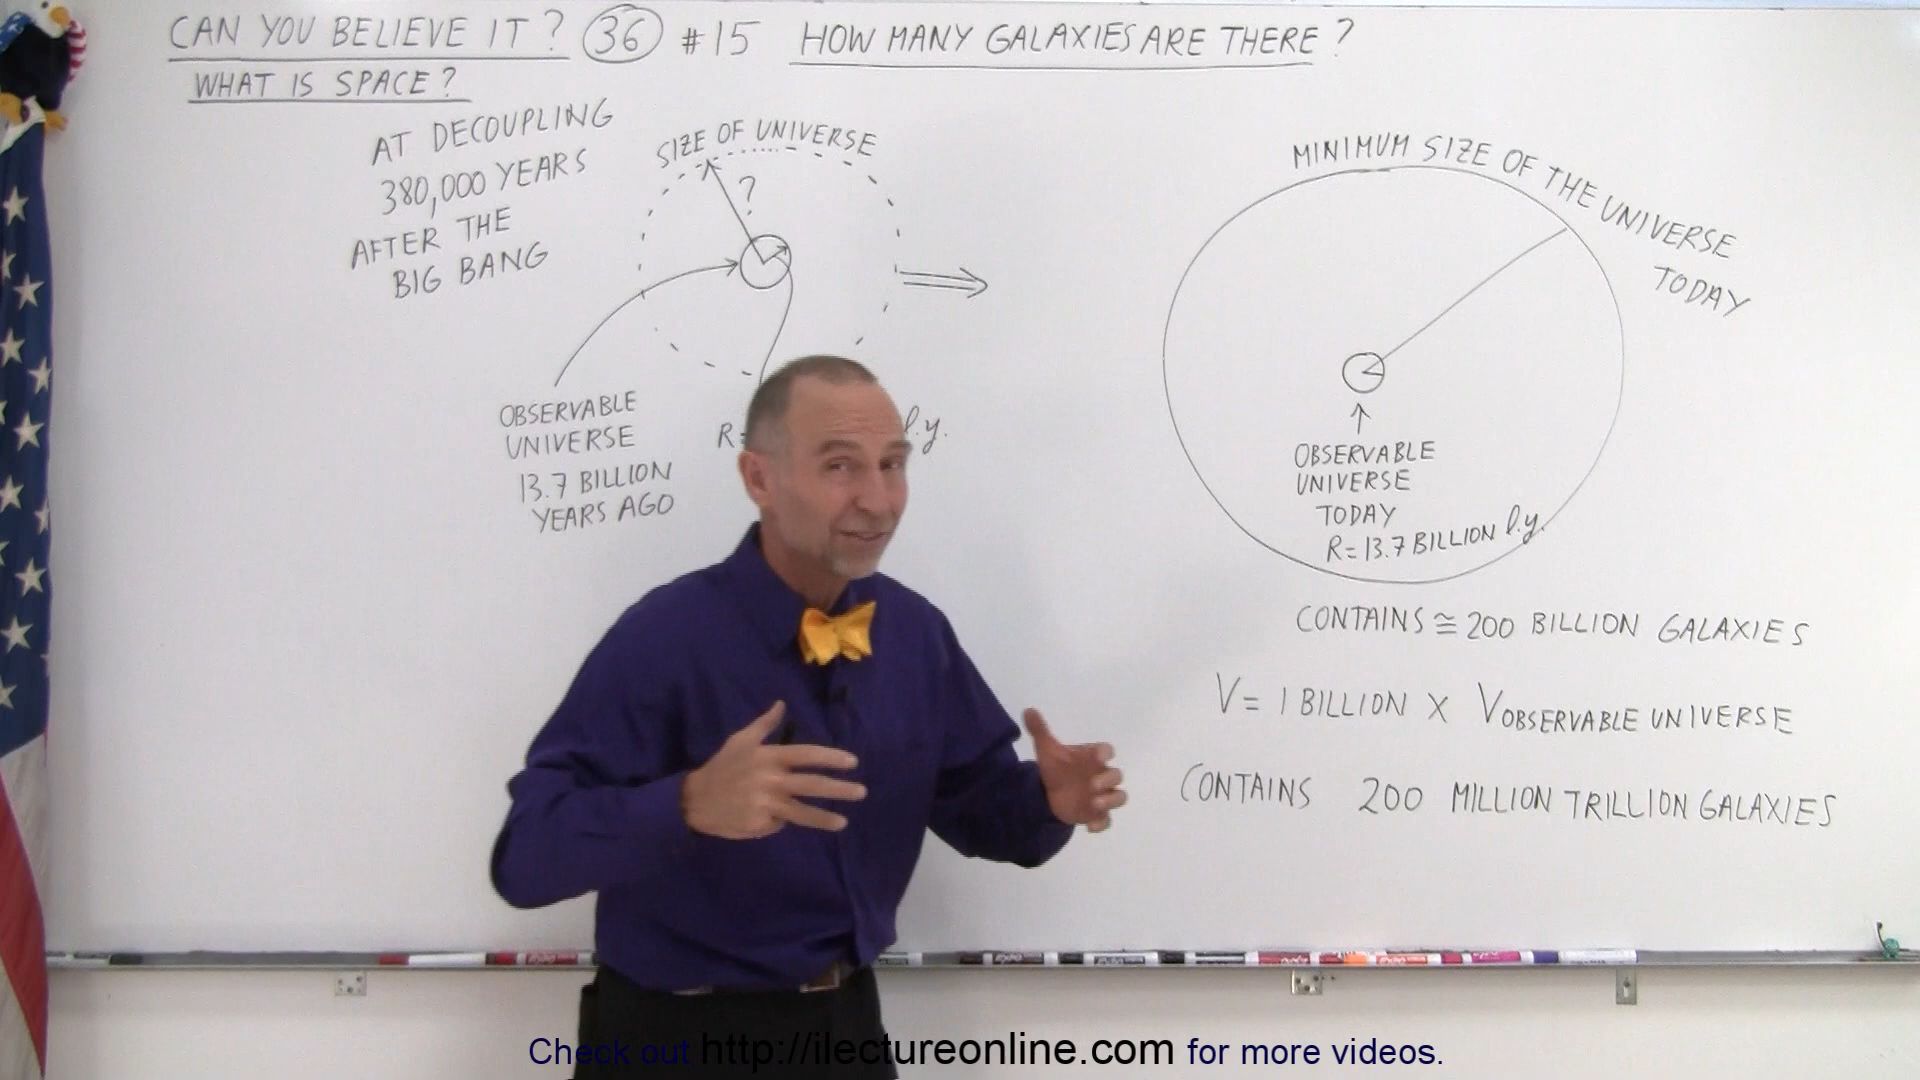 CAN YOU BELIEVE IT? 36 #15 HOW MANY GALAXIES ARE THERE?
WHAT IS SPACE?
AT DECOUPLING
380,000 YEARS
AFTER THE
BIG BANG
SIZE OF UNIVERSE
?
OBSERVABLE
UNIVERSE
13.7 BILLION
YEARS AGO
R= l.y.
MINIMUM SIZE OF THE UNIVERSE
TODAY
OBSERVABLE
UNIVERSE
TODAY
R=13.7 BILLION l.y.
CONTAINS ≅ 200 BILLION GALAXIES
V = 1 BILLION X V OBSERVABLE UNIVERSE
CONTAINS 200 MILLION TRILLION GALAXIES
Check out http://ilectureonline.com for more videos.